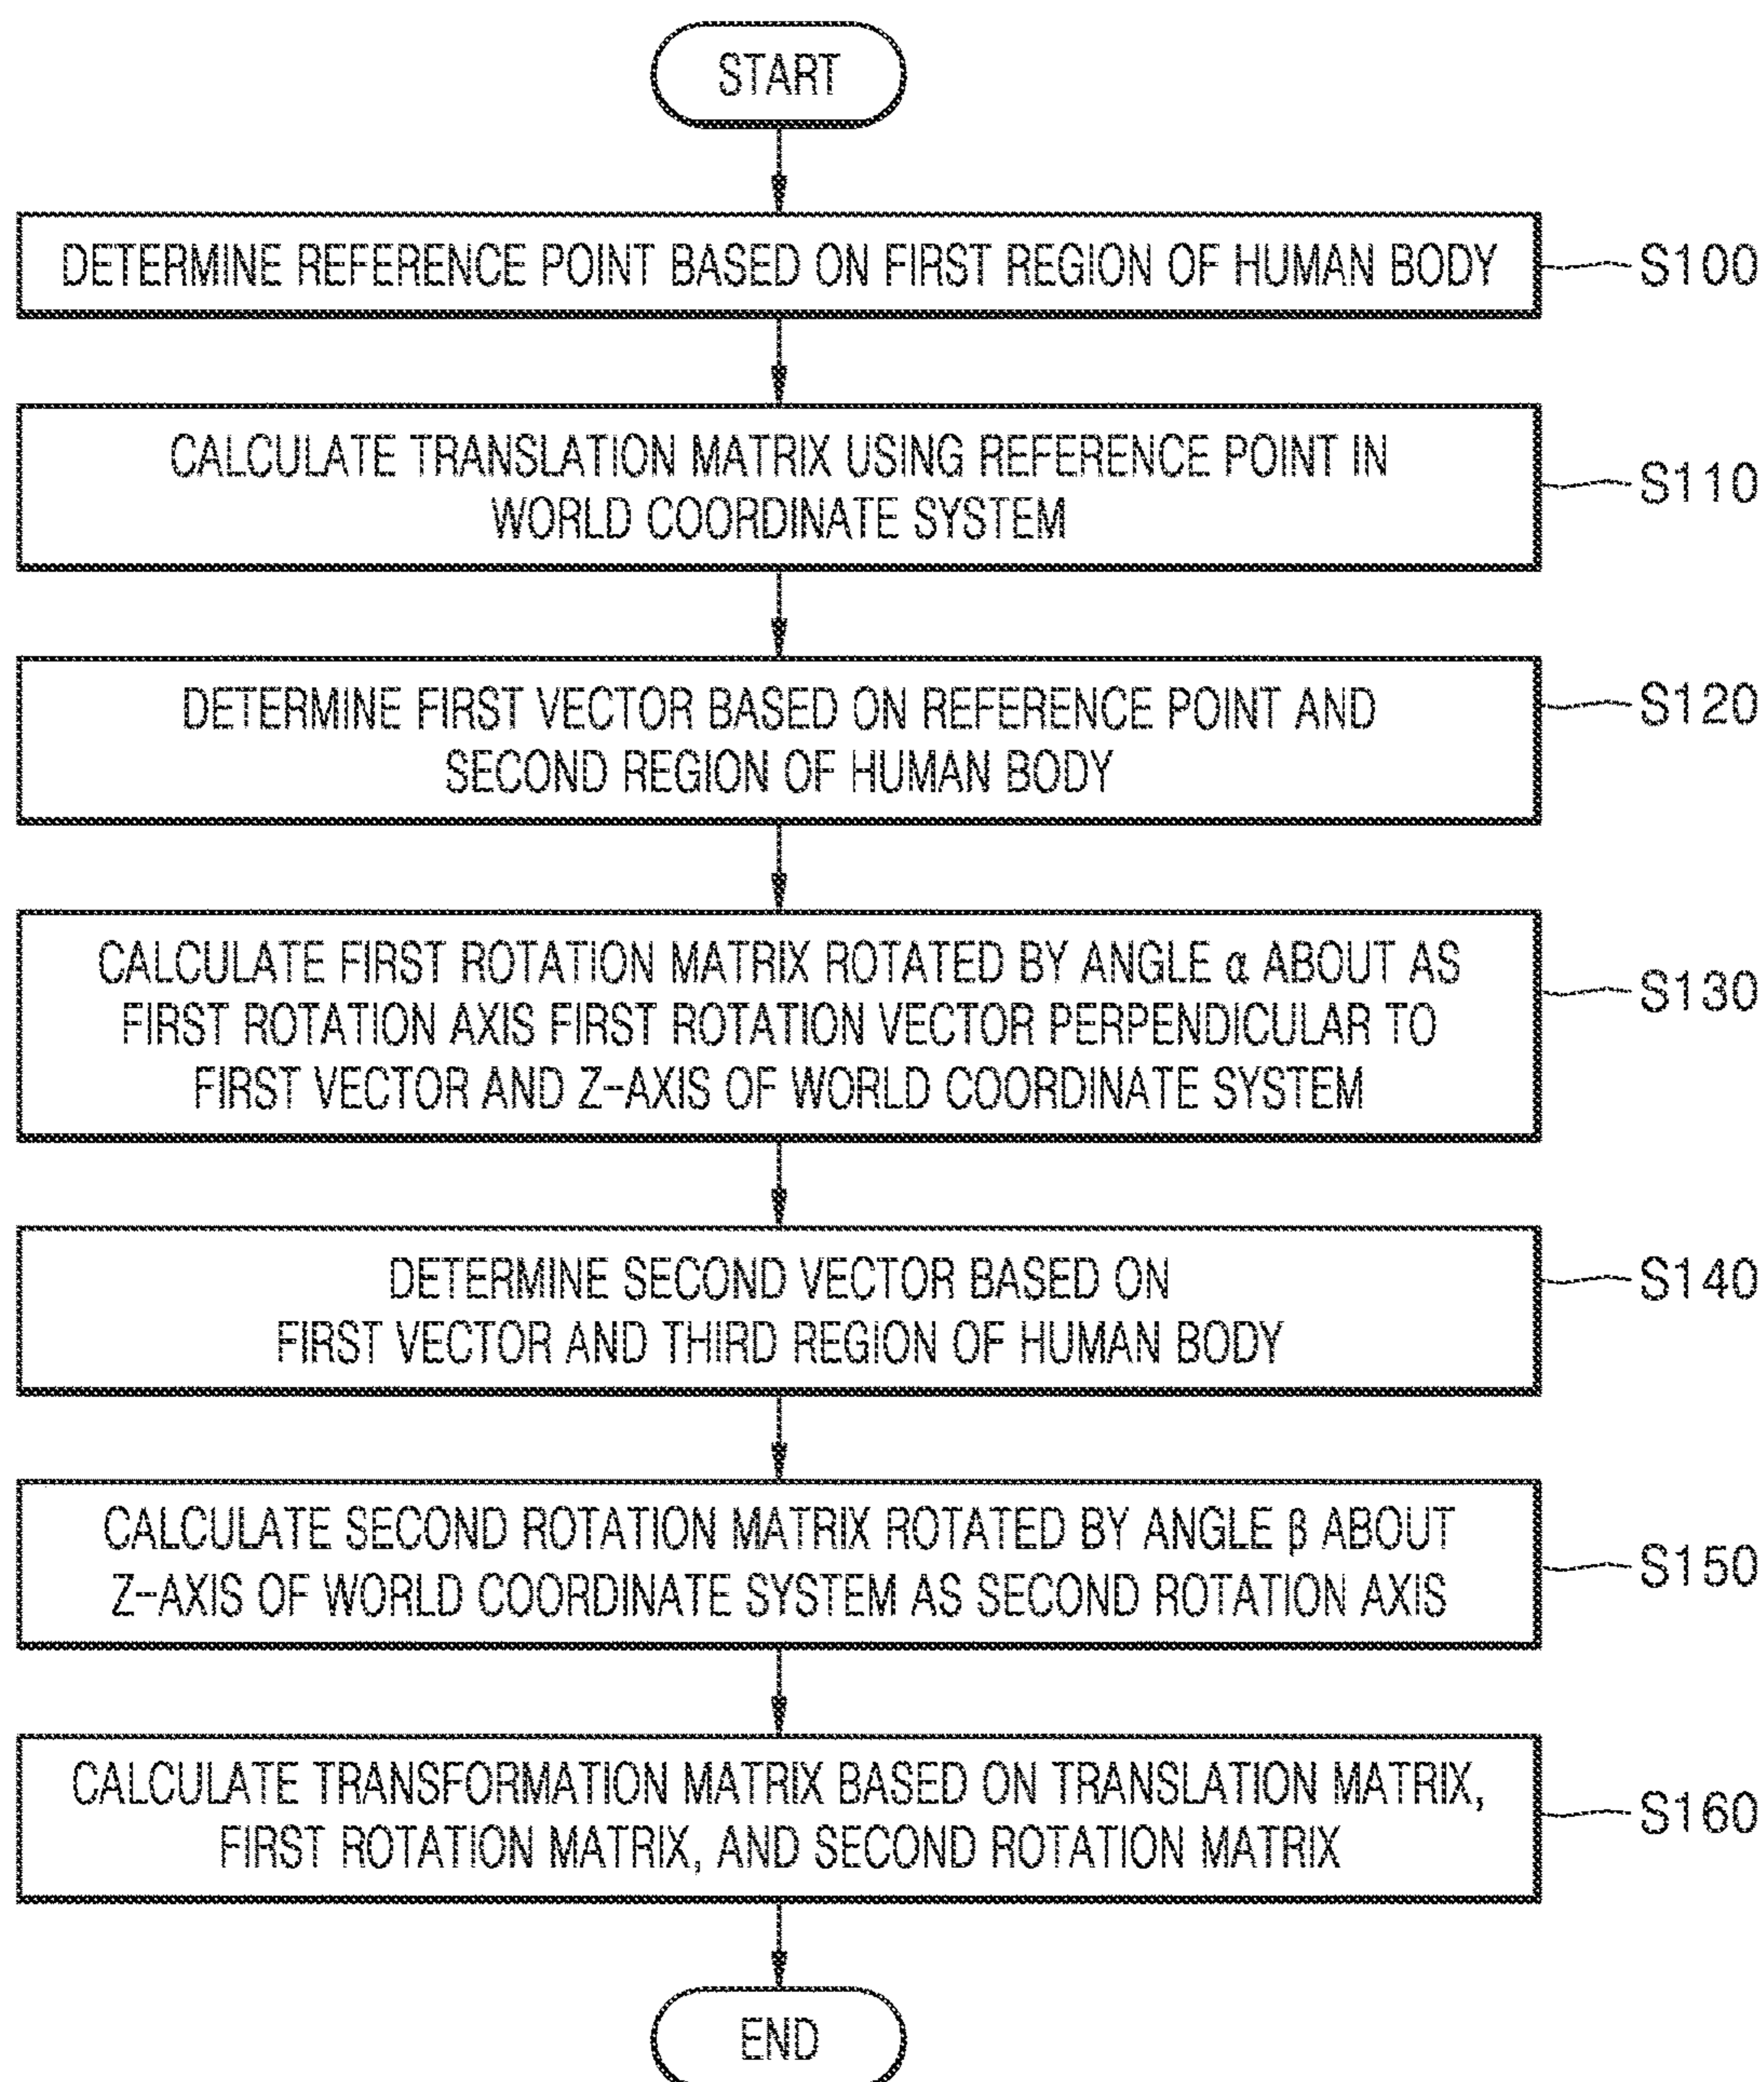 START
DETERMINE REFERENCE POINT BASED ON FIRST REGION OF HUMAN BODY
S100
CALCULATE TRANSLATION MATRIX USING REFERENCE POINT IN
WORLD COORDINATE SYSTEM
S110
DETERMINE FIRST VECTOR BASED ON REFERENCE POINT AND
SECOND REGION OF HUMAN BODY
S120
CALCULATE FIRST ROTATION MATRIX ROTATED BY ANGLE α ABOUT AS
FIRST ROTATION AXIS FIRST ROTATION VECTOR PERPENDICULAR TO
FIRST VECTOR AND Z-AXIS OF WORLD COORDINATE SYSTEM
S130
DETERMINE SECOND VECTOR BASED ON
FIRST VECTOR AND THIRD REGION OF HUMAN BODY
S140
CALCULATE SECOND ROTATION MATRIX ROTATED BY ANGLE β ABOUT
Z-AXIS OF WORLD COORDINATE SYSTEM AS SECOND ROTATION AXIS
S150
CALCULATE TRANSFORMATION MATRIX BASED ON TRANSLATION MATRIX,
FIRST ROTATION MATRIX, AND SECOND ROTATION MATRIX
S160
END